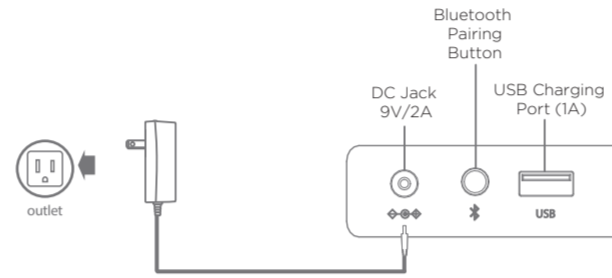 Bluetooth
Pairing
Button
DC Jack
9V/2A
USB Charging
Port (1A)
outlet
USB